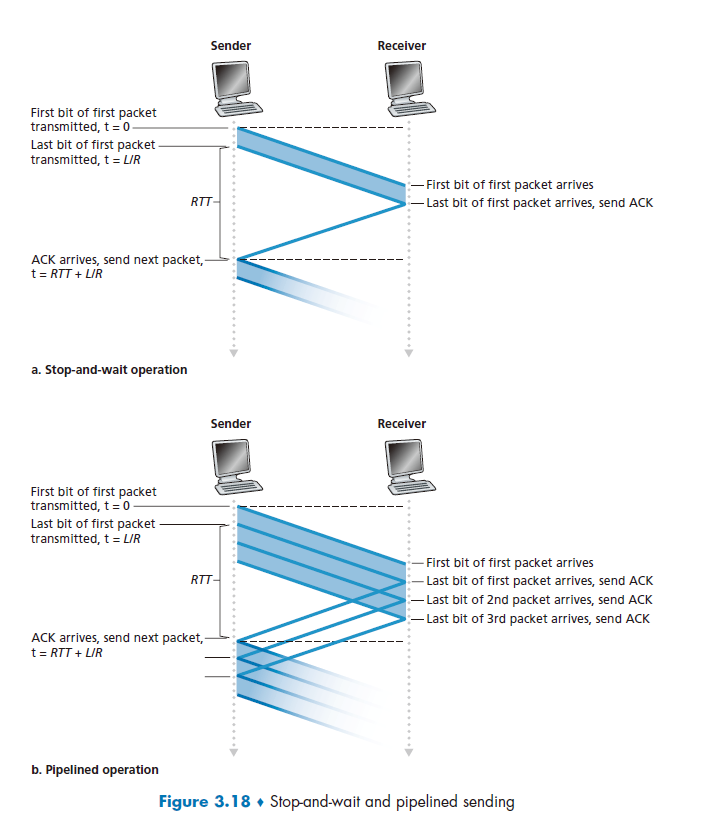 Sender
Receiver
First bit of first packet
transmitted, t = 0
Last bit of first packet
transmitted, t = L/R
First bit of first packet arrives
Last bit of first packet arrives, send ACK
RTT
ACK arrives, send next packet,
t = RTT + L/R
a. Stop-and-wait operation
Sender
Receiver
First bit of first packet
transmitted, t = 0
Last bit of first packet
transmitted, t = L/R
First bit of first packet arrives
Last bit of first packet arrives, send ACK
Last bit of 2nd packet arrives, send ACK
Last bit of 3rd packet arrives, send ACK
RTT
ACK arrives, send next packet,
t = RTT + L/R
b. Pipelined operation
Figure 3.18 ♦ Stop-and-wait and pipelined sending